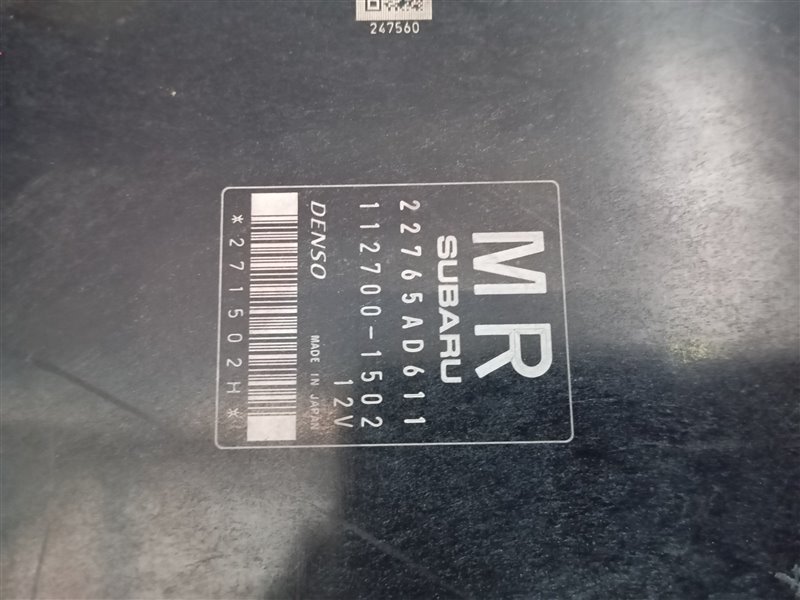 247560
MR
SUBARU
22765AD611
112700-1502
12V
DENSO MADE IN JAPAN
*271502H*